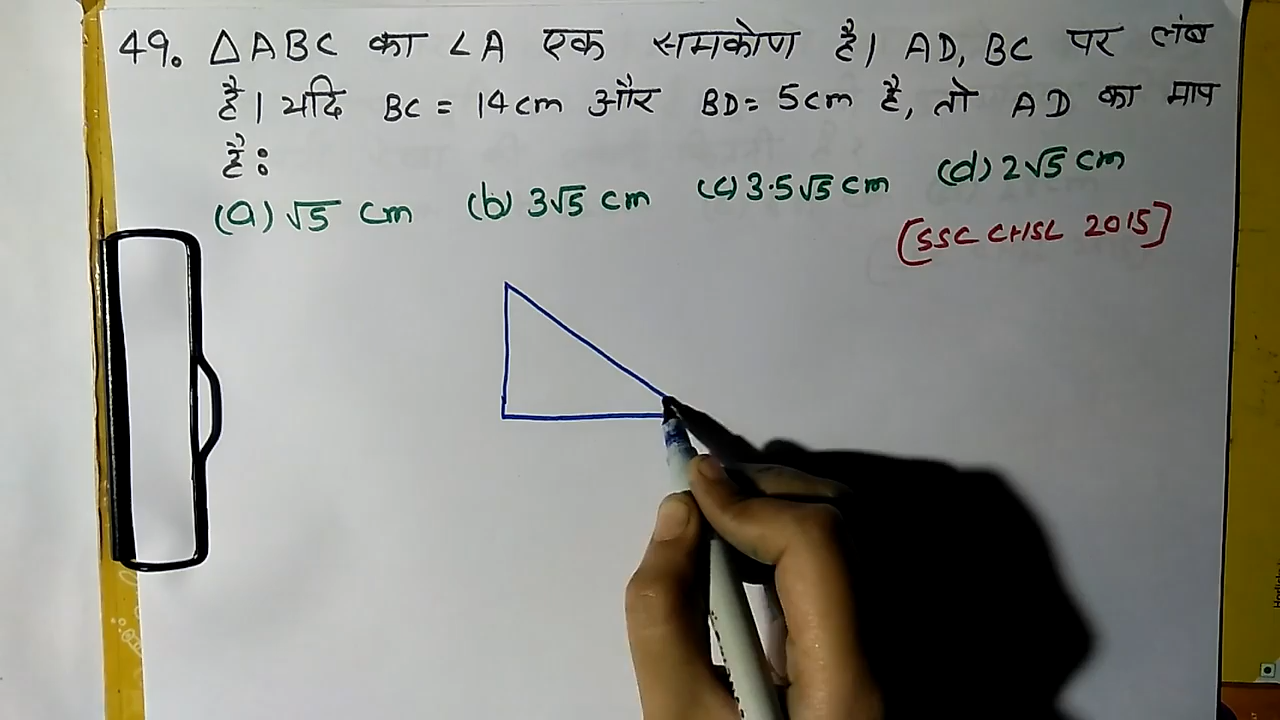 49. △ABC का ∠A एक समकोण है। AD, BC पर लंब
है। यदि BC = 14cm और BD = 5cm है, तो AD का माप
है:
(a) √5 cm (b) 3√5 cm (c) 3.5√5 cm (d) 2√5 cm
[SSC CHSL 2015]